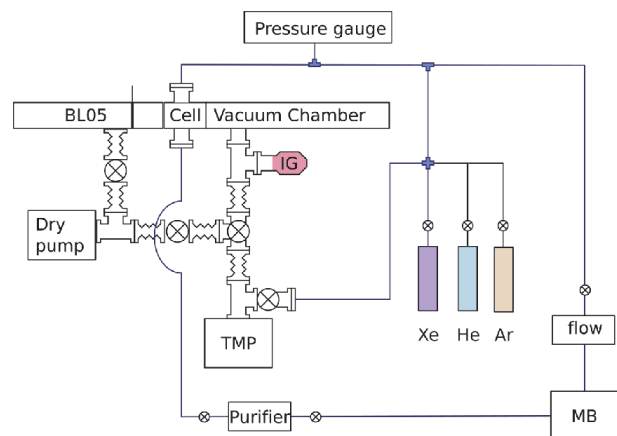 Pressure gauge
BL05
Cell
Vacuum Chamber
IG
Dry
pump
Xe
He
Ar
flow
TMP
Purifier
MB